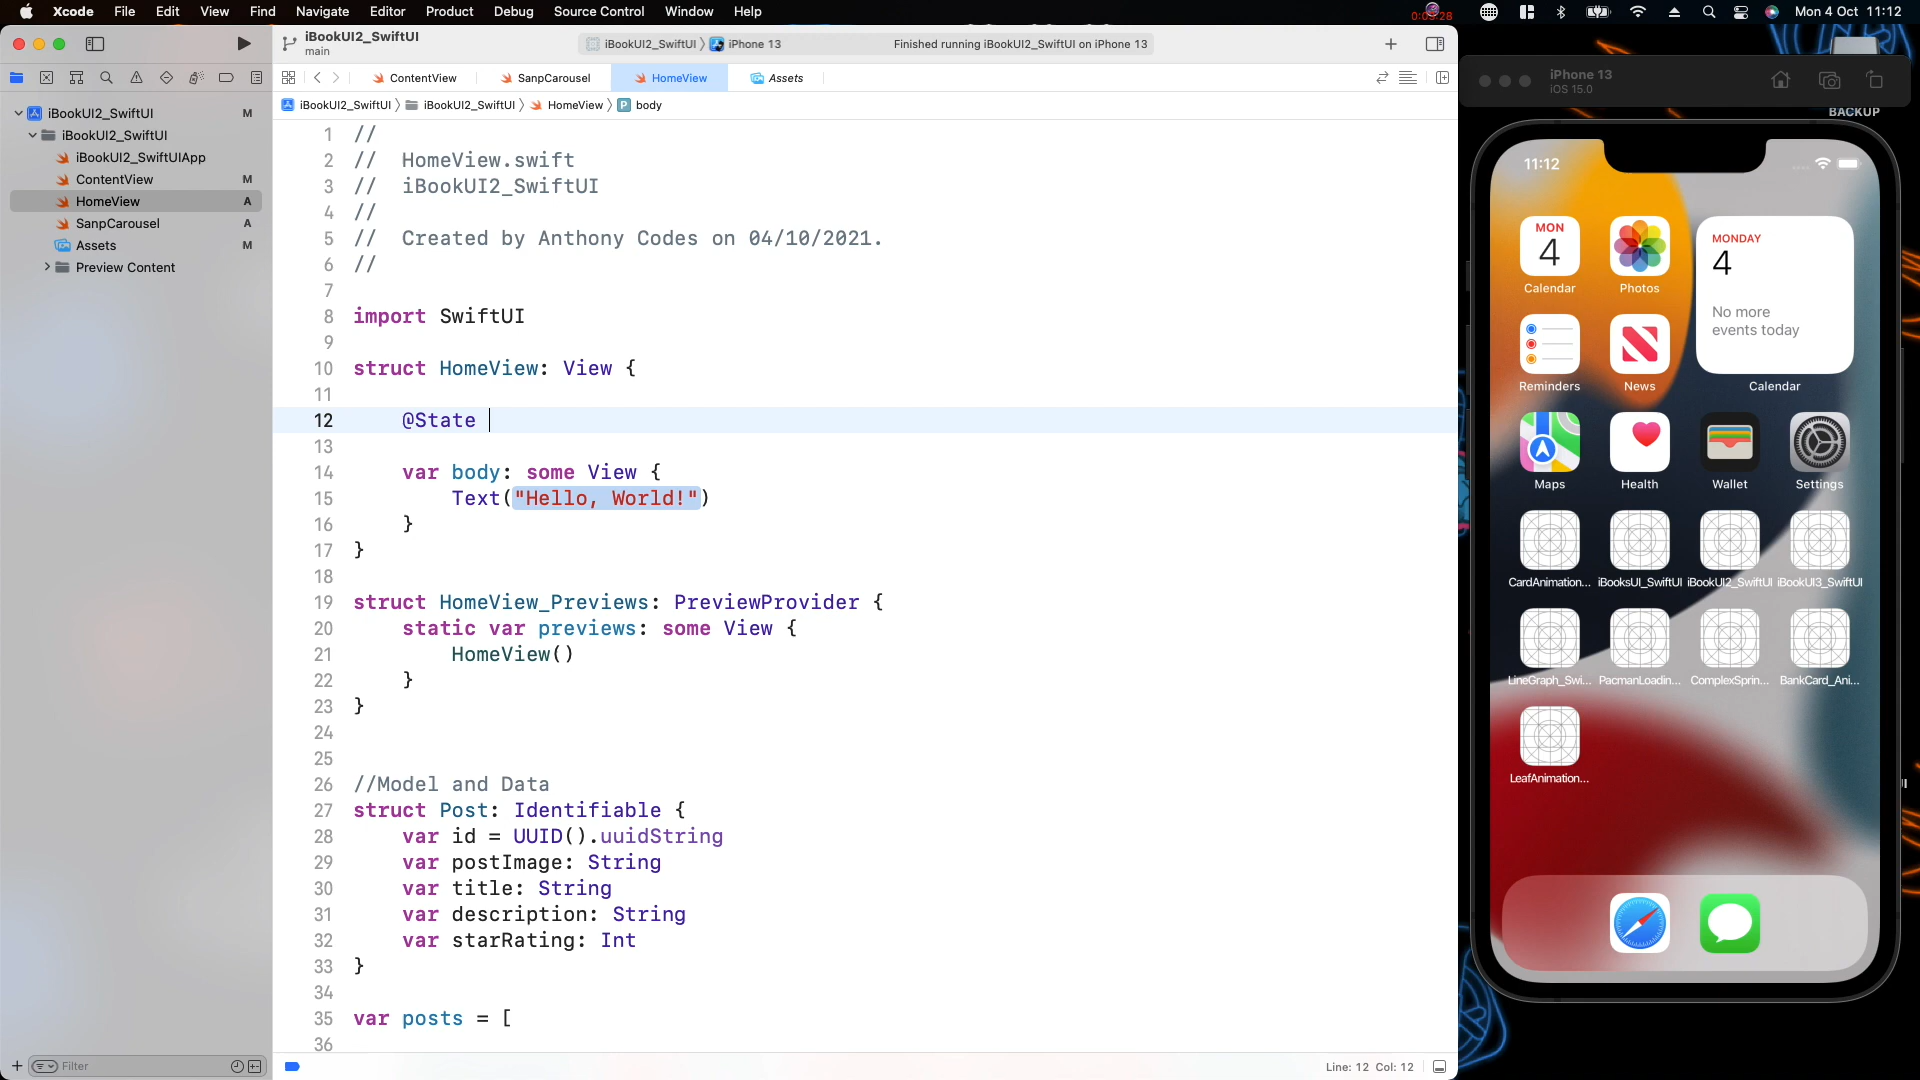 Xcode File Edit View Find Navigate Editor Product Debug Source Control Window Help
Mon 4 Oct 11:12
iBookUI2_SwiftUI
main
iBookUI2_SwiftUI
iPhone 13
Finished running iBookUI2_SwiftUI on iPhone 13
ContentView
SanpCarousel
HomeView
Assets
iBookUI2_SwiftUI
iBookUI2_SwiftUI
HomeView
P body
iBookUI2_SwiftUI M
iBookUI2_SwiftUI
iBookUI2_SwiftUIApp
ContentView M
HomeView A
SanpCarousel A
Assets M
Preview Content
Filter
1 //
2 // HomeView.swift
3 // iBookUI2_SwiftUI
4 //
5 // Created by Anthony Codes on 04/10/2021.
6 //
7
8 import SwiftUI
9
10 struct HomeView: View {
11
12 @State
13
14 var body: some View {
15 Text("Hello, World!")
16 }
17 }
18
19 struct HomeView_Previews: PreviewProvider {
20 static var previews: some View {
21 HomeView()
22 }
23 }
24
25
26 //Model and Data
27 struct Post: Identifiable {
28 var id = UUID().uuidString
29 var postImage: String
30 var title: String
31 var description: String
32 var starRating: Int
33 }
34
35 var posts = [
36
Line: 12 Col: 12
iPhone 13
iOS 15.0
BACKUP
11:12
MON
4
MONDAY
4
No more
events today
Calendar Photos
Reminders News Calendar
Maps Health Wallet Settings
CardAnimation... iBooksUI_SwiftUI iBookUI2_SwiftUI iBookUI3_SwiftUI
LineGraph_Swi... PacmanLoadin... ComplexSprin... BankCard_Ani...
LeafAnimation...